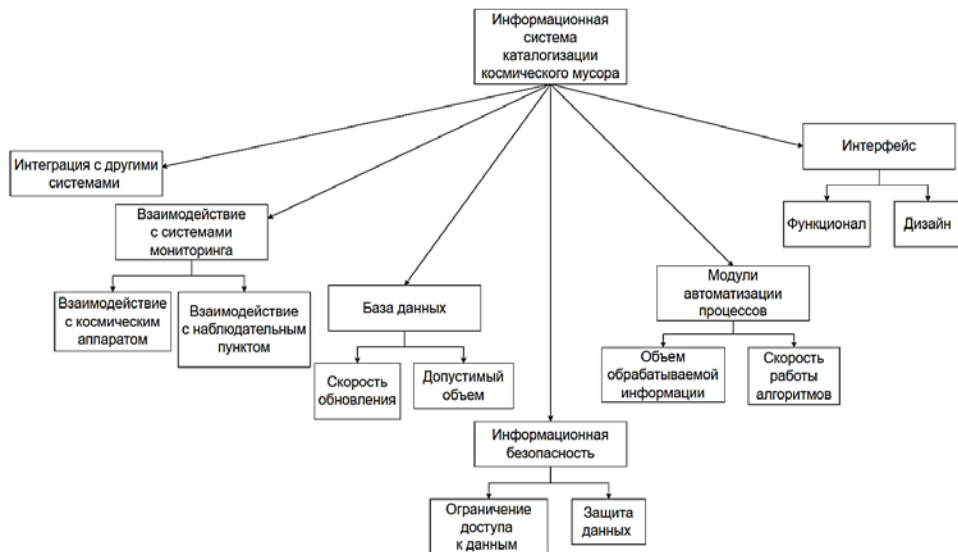 Информационная
система
каталогизации
космического мусора
Интеграция с другими
системами
Взаимодействие
с системами
мониторинга
Взаимодействие
с космическим
аппаратом
Взаимодействие
с наблюдательным
пунктом
База данных
Скорость
обновления
Допустимый
объем
Информационная
безопасность
Ограничение
доступа
к данным
Защита
данных
Модули
автоматизации
процессов
Объем
обрабатываемой
информации
Скорость
работы
алгоритмов
Интерфейс
Функционал
Дизайн